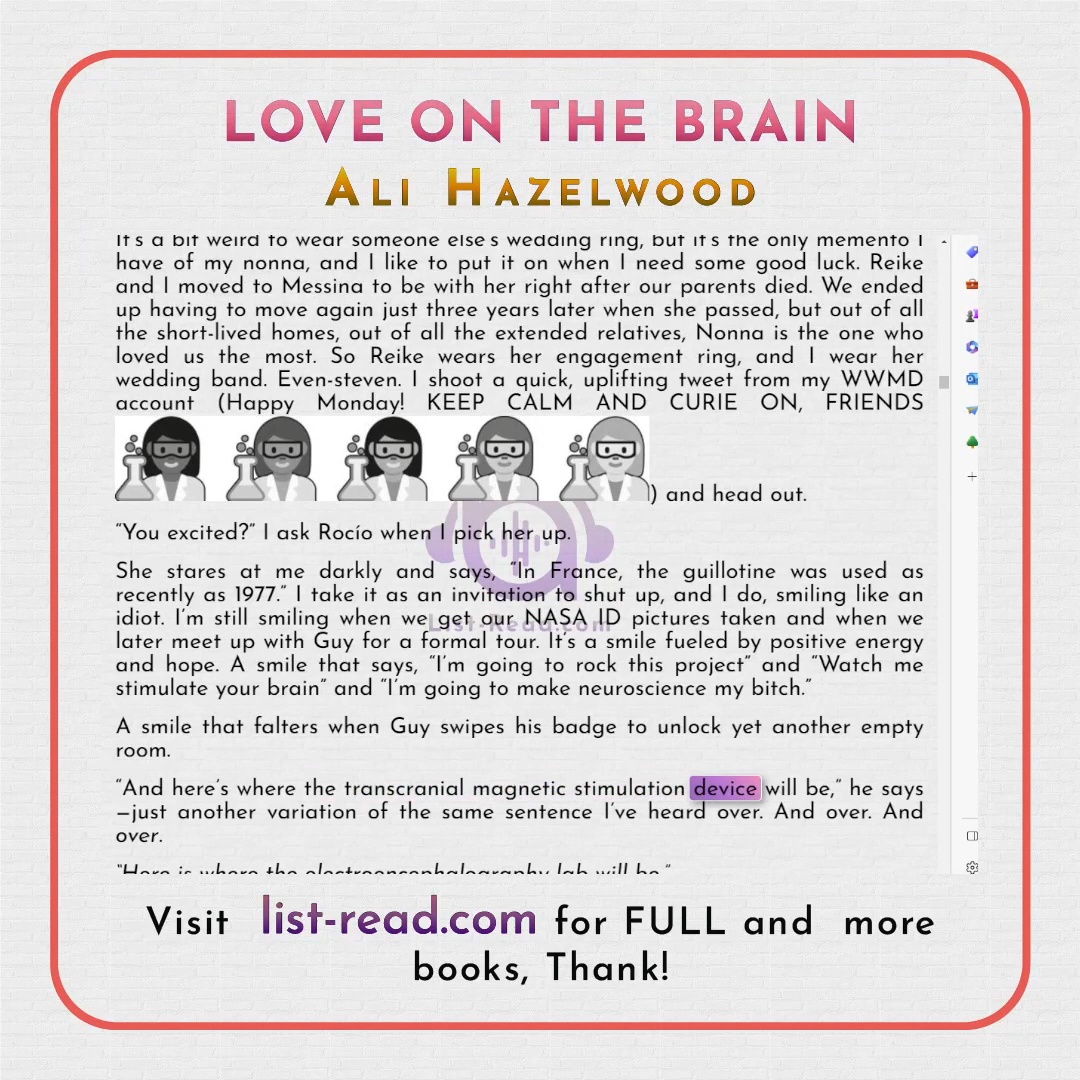 LOVE ON THE BRAIN
ALI HAZELWOOD
It's a bit weird to wear someone else's wedding ring, but it's the only memento I
have of my nonna, and I like to put it on when I need some good luck. Reike
and I moved to Messina to be with her right after our parents died. We ended
up having to move again just three years later when she passed, but out of all
the short-lived homes, out of all the extended relatives, Nonna is the one who
loved us the most. So Reike wears her engagement ring, and I wear her
wedding band. Even-steven. I shoot a quick, uplifting tweet from my WWMD
account (Happy Monday! KEEP CALM AND CURIE ON, FRIENDS
) and head out.
“You excited?” I ask Rocío when I pick her up.
She stares at me darkly and says, “In France, the guillotine was used as
recently as 1977.” I take it as an invitation to shut up, and I do, smiling like an
idiot. I’m still smiling when we get our NASA ID pictures taken and when we
later meet up with Guy for a formal tour. It’s a smile fueled by positive energy
and hope. A smile that says, “I’m going to rock this project” and “Watch me
stimulate your brain” and “I’m going to make neuroscience my bitch.”
A smile that falters when Guy swipes his badge to unlock yet another empty
room.
“And here’s where the transcranial magnetic stimulation device will be,” he says
—just another variation of the same sentence I’ve heard over. And over. And
over.
“Here is where the electroencephalography lab will be.”
List-Read.com
Visit list-read.com for FULL and more
books, Thank!